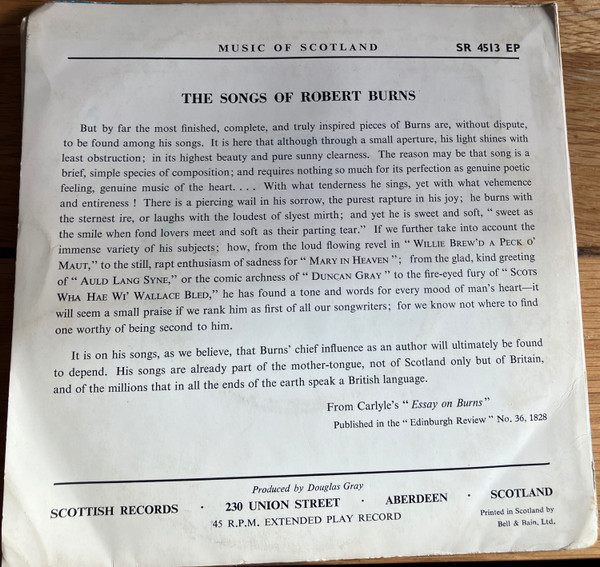 MUSIC OF SCOTLAND SR 4513 EP
THE SONGS OF ROBERT BURNS
But by far the most finished, complete, and truly inspired pieces of Burns are, without dispute,
to be found among his songs. It is here that although through a small aperture, his light shines with
least obstruction; in its highest beauty and pure sunny clearness. The reason may be that song is a
brief, simple species of composition; and requires nothing so much for its perfection as genuine poetic
feeling, genuine music of the heart. . . . With what tenderness he sings, yet with what vehemence
and entireness ! There is a piercing wail in his sorrow, the purest rapture in his joy; he burns with
the sternest ire, or laughs with the loudest of slyest mirth; and yet he is sweet and soft, “ sweet as
the smile when fond lovers meet and soft as their parting tear.” If we further take into account the
immense variety of his subjects; how, from the loud flowing revel in “ WILLIE BREW’D A PECK O’
MAUT,” to the still, rapt enthusiasm of sadness for “ MARY IN HEAVEN ”; from the glad, kind greeting
of “ AULD LANG SYNE,” or the comic archness of “ DUNCAN GRAY ” to the fire-eyed fury of “ SCOTS
WHA HAE WI’ WALLACE BLED,” he has found a tone and words for every mood of man’s heart—it
will seem a small praise if we rank him as first of all our songwriters; for we know not where to find
one worthy of being second to him.
It is on his songs, as we believe, that Burns’ chief influence as an author will ultimately be found
to depend. His songs are already part of the mother-tongue, not of Scotland only but of Britain,
and of the millions that in all the ends of the earth speak a British language.
From Carlyle’s “ Essay on Burns ”
Published in the “ Edinburgh Review ” No. 36, 1828
Produced by Douglas Gray
SCOTTISH RECORDS · 230 UNION STREET · ABERDEEN · SCOTLAND
45 R.P.M. EXTENDED PLAY RECORD
Printed in Scotland by
Bell & Bain, Ltd.